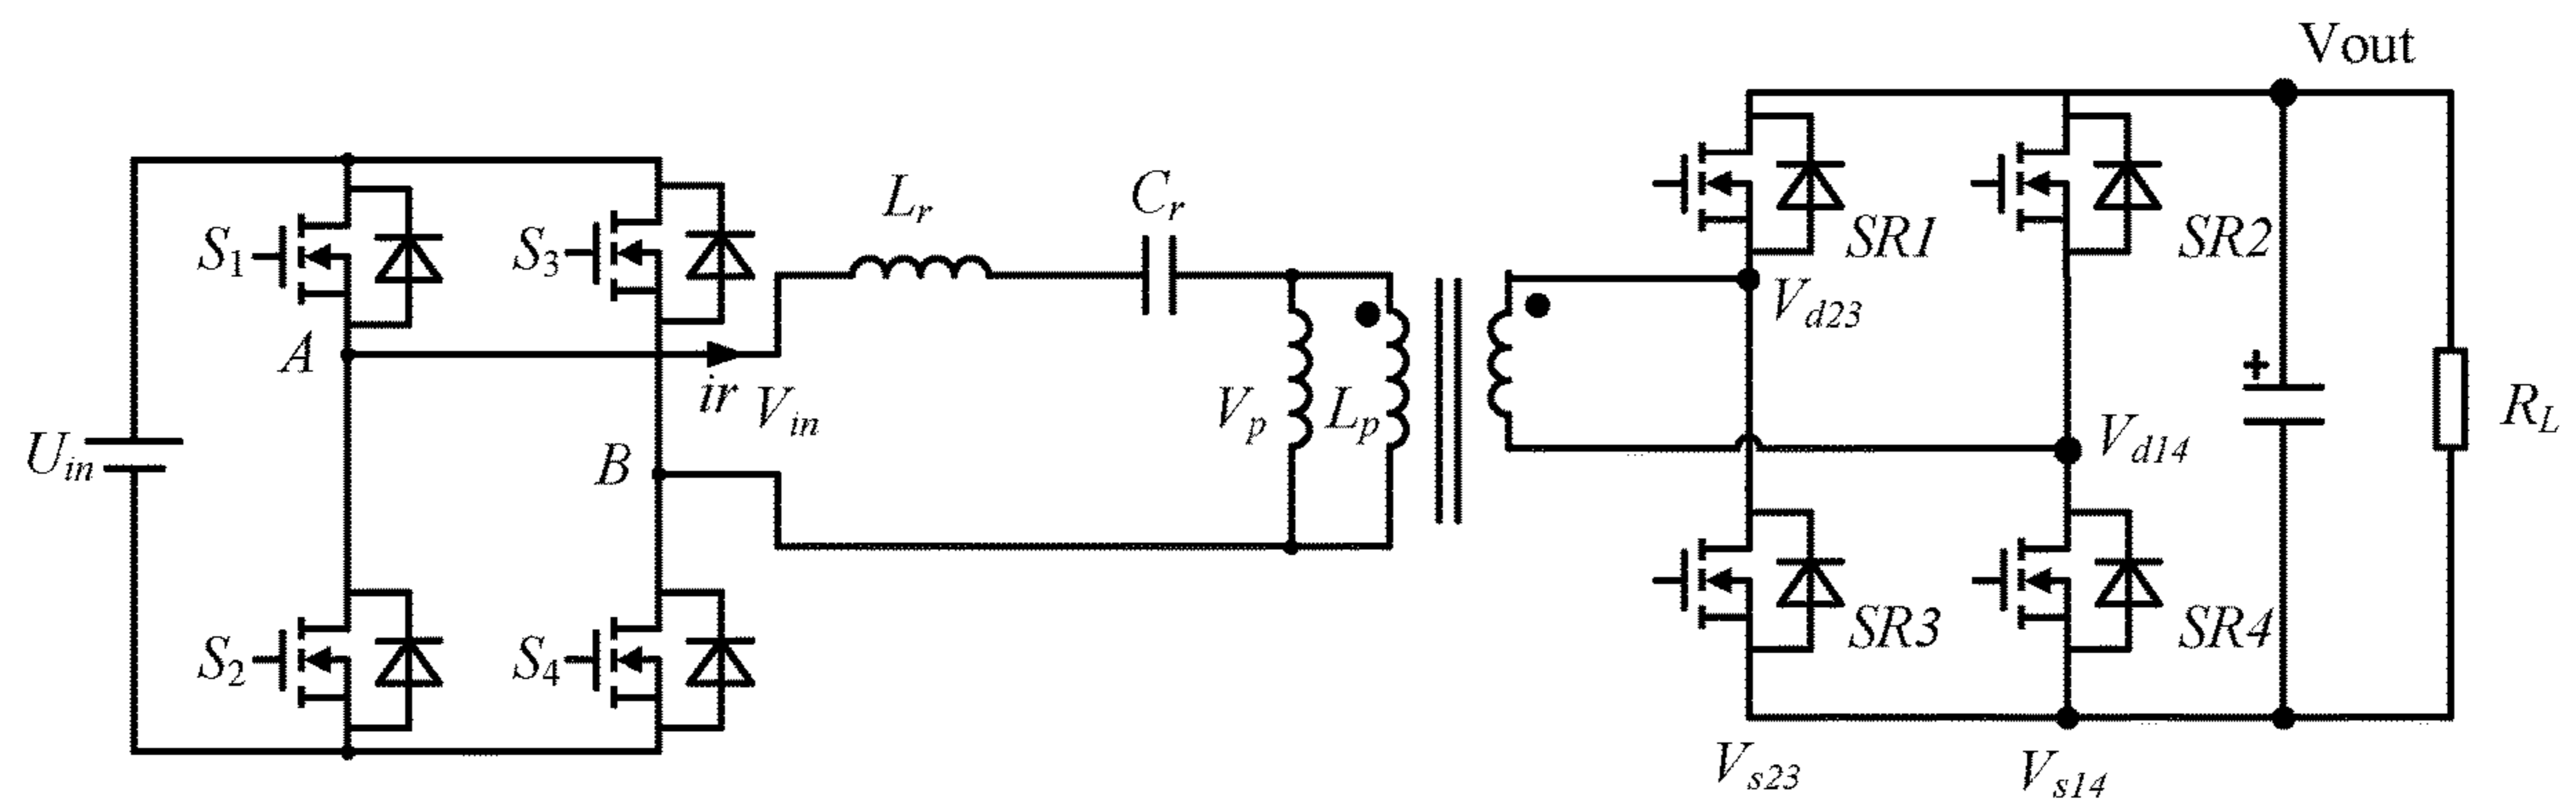 Vout
Lr
Cr
S1
S3
SR1
SR2
Vd23
A
ir
Vin
Vp
Lp
Uin
B
Vd14
+
RL
S2
S4
SR3
SR4
Vs23
Vs14